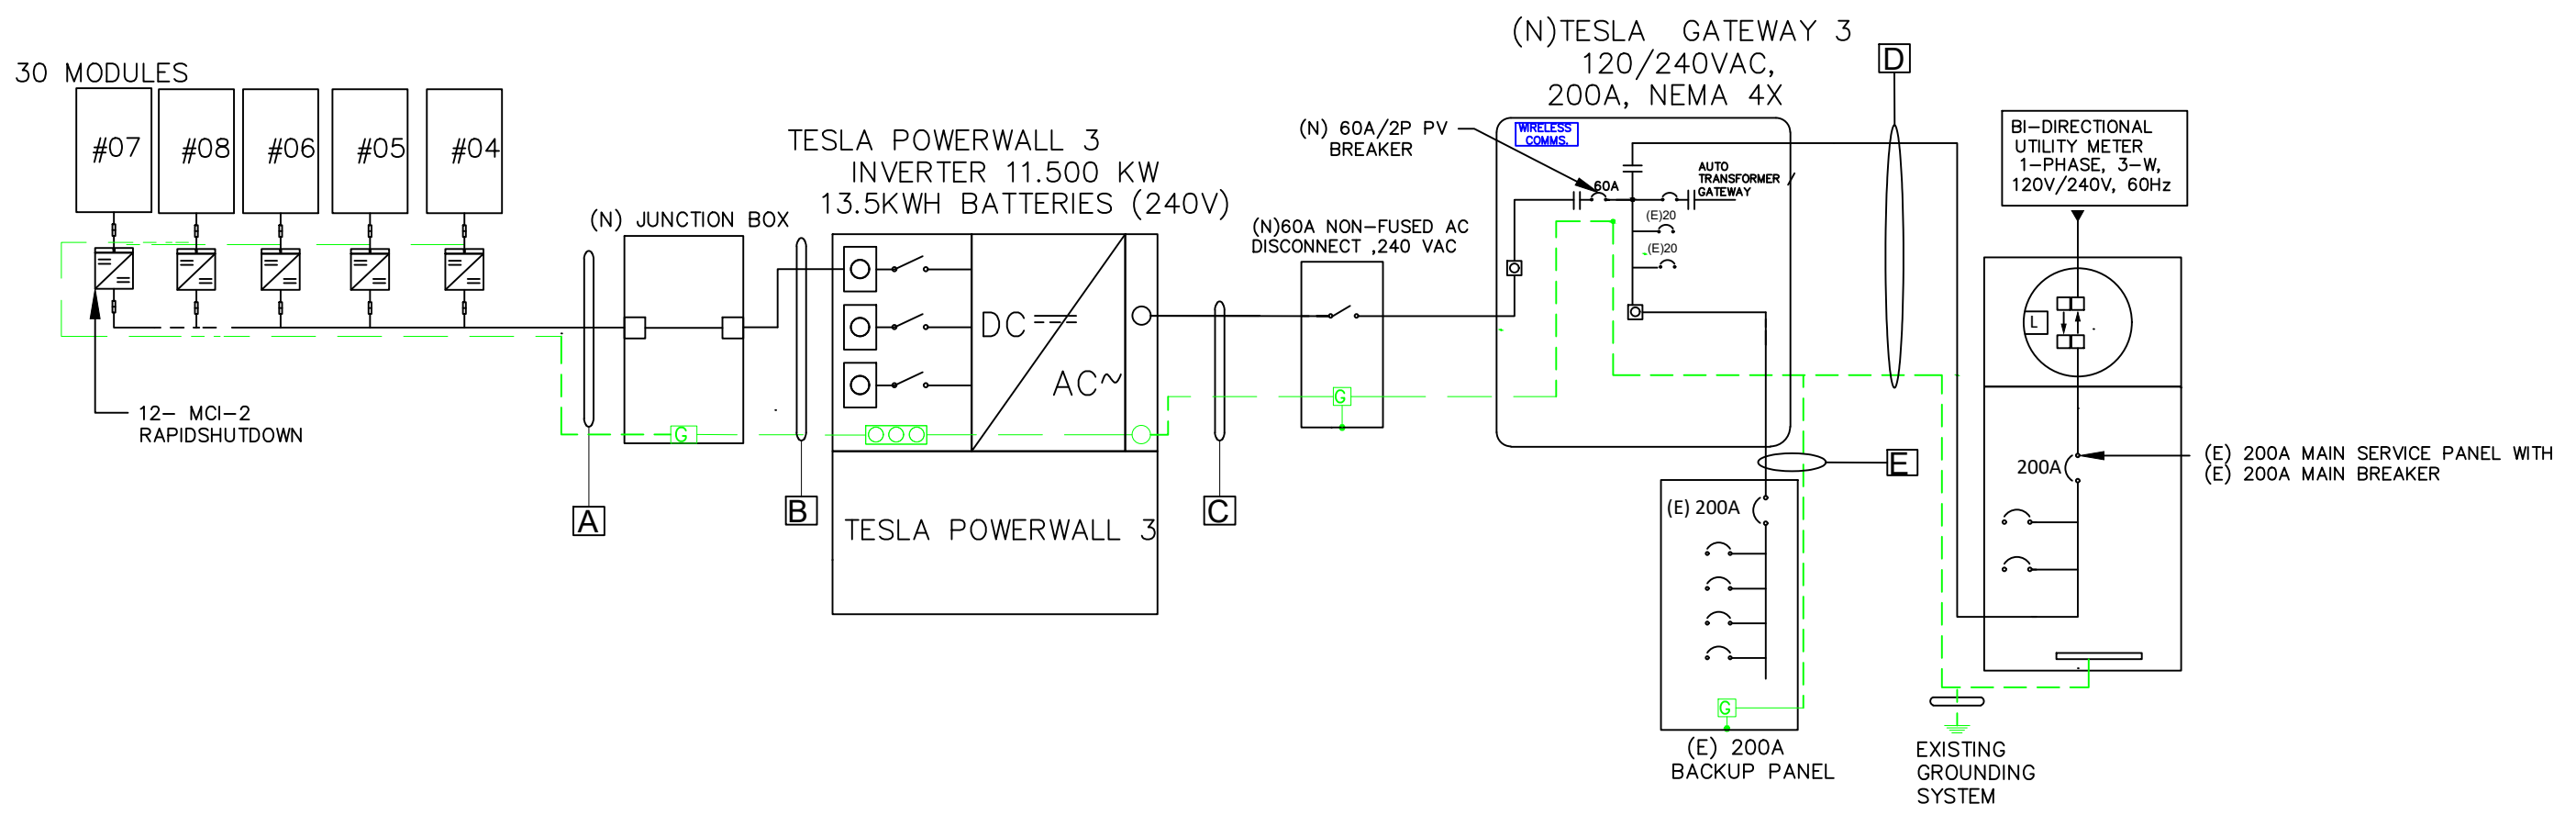 30 MODULES
#07
#08
#06
#05
#04
12- MCI-2
RAPIDSHUTDOWN
A
(N) JUNCTION BOX
G
B
TESLA POWERWALL 3
INVERTER 11.500 KW
13.5KWH BATTERIES (240V)
DC
AC~
TESLA POWERWALL 3
C
(N)60A NON-FUSED AC
DISCONNECT ,240 VAC
G
(N) 60A/2P PV
BREAKER
(N)TESLA GATEWAY 3
120/240VAC,
200A, NEMA 4X
WIRELESS
COMMS.
60A
AUTO
TRANSFORMER /
GATEWAY
(E)20
(E)20
D
E
(E) 200A
G
(E) 200A
BACKUP PANEL
BI-DIRECTIONAL
UTILITY METER
1-PHASE, 3-W,
120V/240V, 60Hz
L
200A
(E) 200A MAIN SERVICE PANEL WITH
(E) 200A MAIN BREAKER
EXISTING
GROUNDING
SYSTEM